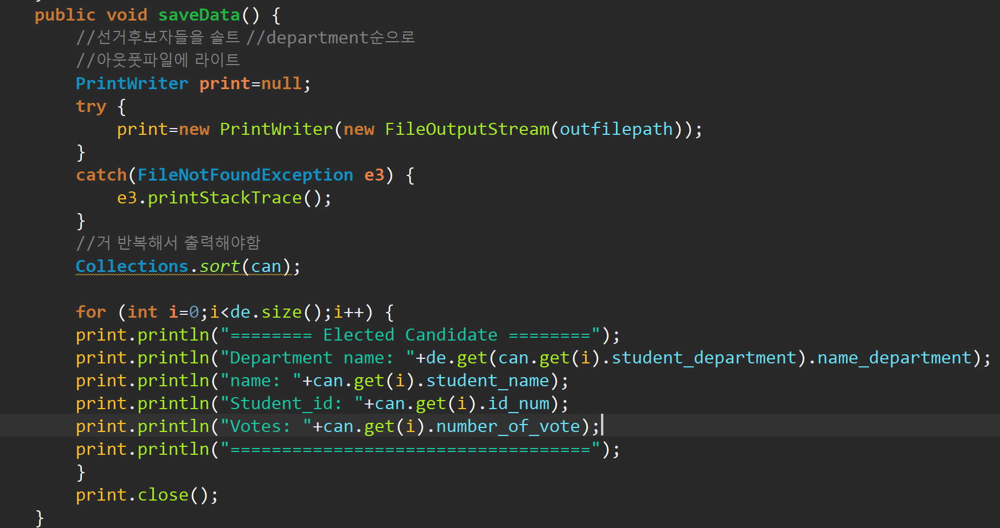 public void saveData() {
//선거후보자들을 솔트 //department순으로
//아웃풋파일에 라이트
PrintWriter print=null;
try {
print=new PrintWriter(new FileOutputStream(outfilepath));
}
catch(FileNotFoundException e3) {
e3.printStackTrace();
}
//거 반복해서 출력해야함
Collections.sort(can);
for (int i=0;i<de.size();i++) {
print.println("======== Elected Candidate ========");
print.println("Department name: "+de.get(can.get(i).student_department).name_department);
print.println("name: "+can.get(i).student_name);
print.println("Student_id: "+can.get(i).id_num);
print.println("Votes: "+can.get(i).number_of_vote);
print.println("===================================");
}
print.close();
}